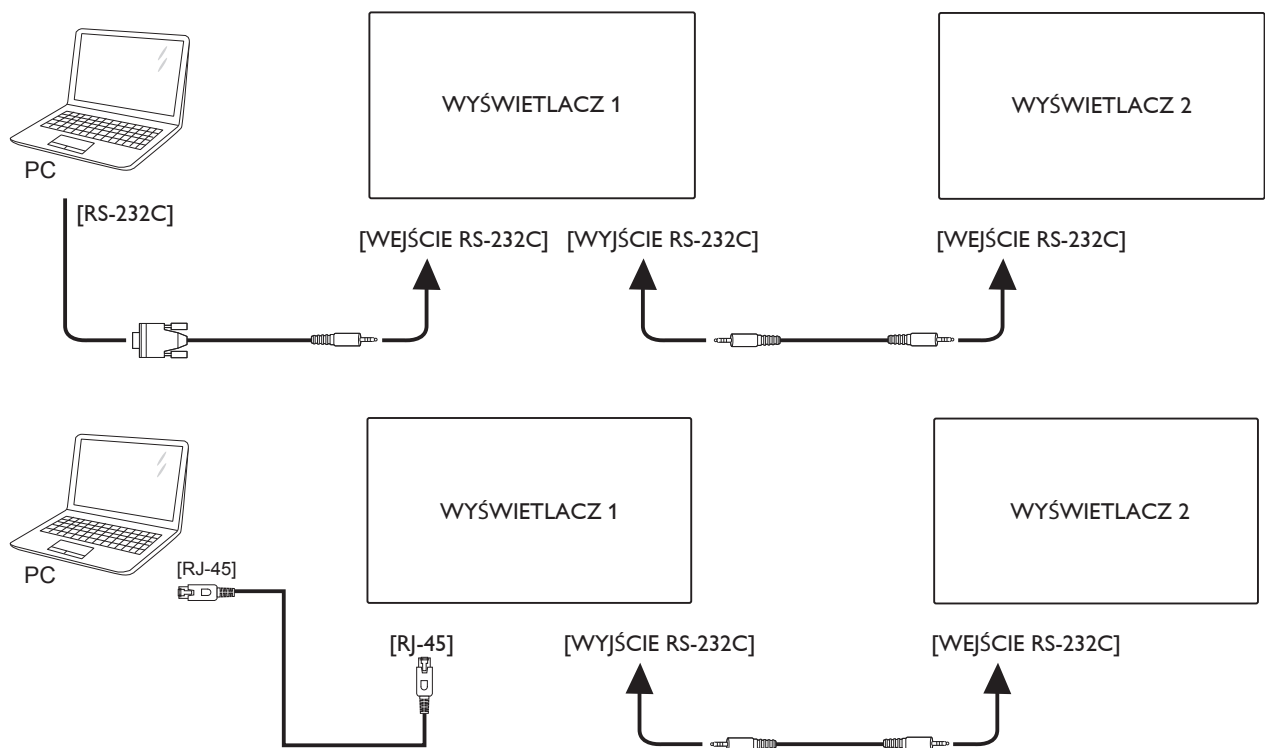 WYŚWIETLACZ 1
WYŚWIETLACZ 2
PC
[RS-232C]
[WEJŚCIE RS-232C]
[WYJŚCIE RS-232C]
[WEJŚCIE RS-232C]
WYŚWIETLACZ 1
WYŚWIETLACZ 2
PC
[RJ-45]
[RJ-45]
[WYJŚCIE RS-232C]
[WEJŚCIE RS-232C]